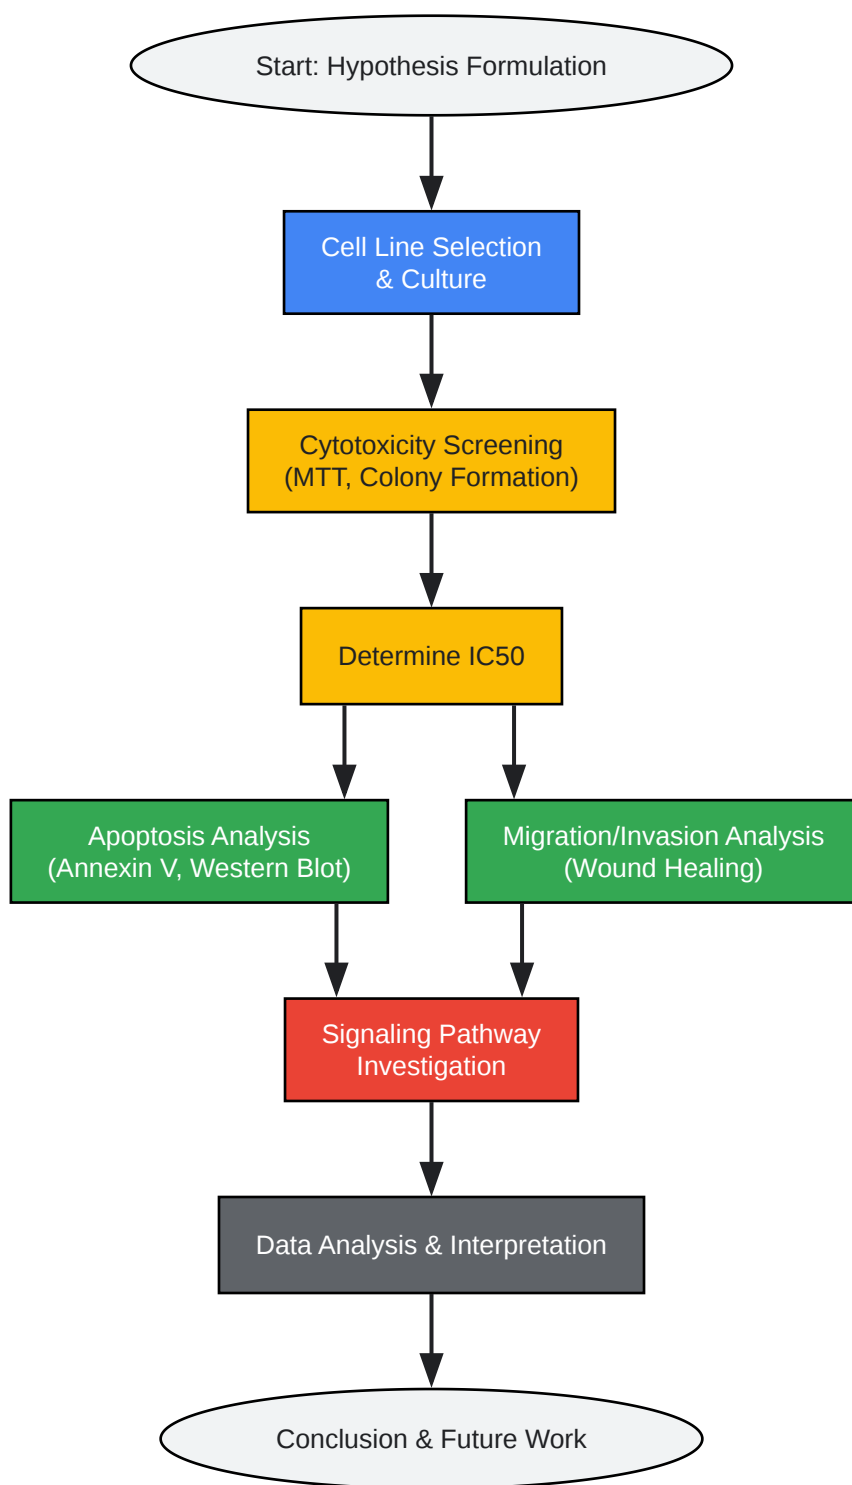 Start: Hypothesis Formulation
Cell Line Selection
& Culture
Cytotoxicity Screening
(MTT, Colony Formation)
Determine IC50
Apoptosis Analysis
(Annexin V, Western Blot)
Migration/Invasion Analysis
(Wound Healing)
Signaling Pathway
Investigation
Data Analysis & Interpretation
Conclusion & Future Work